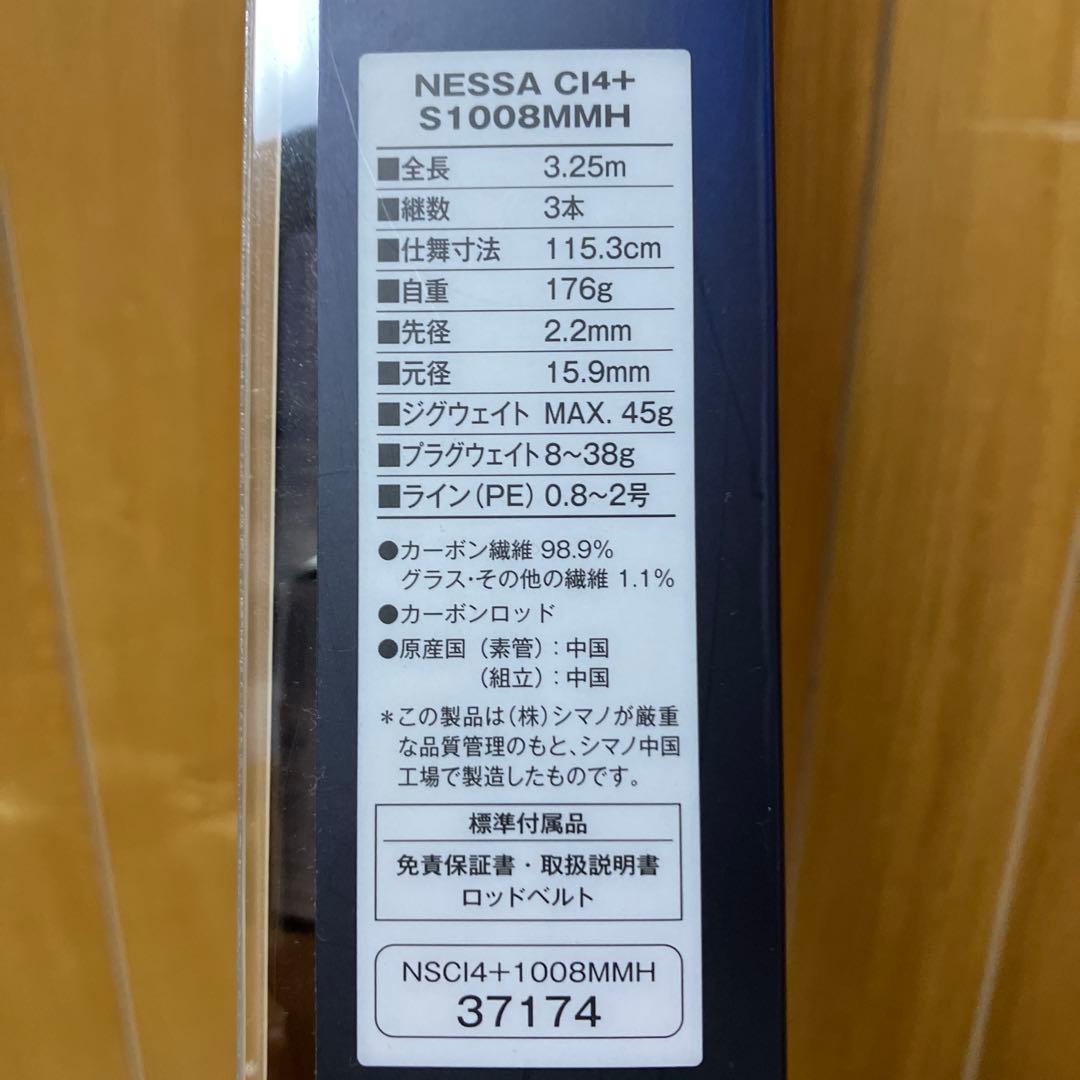 NESSA CI4+
S1008MMH
■全長 3.25m
■継数 3本
■仕舞寸法 115.3cm
■自重 176g
■先径 2.2mm
■元径 15.9mm
■ジグウェイト MAX. 45g
■プラグウェイト 8~38g
■ライン(PE) 0.8~2号
●カーボン繊維 98.9%
グラス・その他の繊維 1.1%
●カーボンロッド
●原産国(素管):中国
(組立):中国
*この製品は(株)シマノが厳重
な品質管理のもと、シマノ中国
工場で製造したものです。
標準付属品
免責保証書・取扱説明書
ロッドベルト
NSCI4+1008MMH
37174